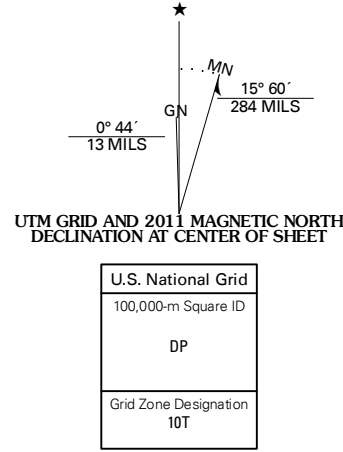 MN
GN
15° 60´
284 MILS
0° 44´
13 MILS
UTM GRID AND 2011 MAGNETIC NORTH
DECLINATION AT CENTER OF SHEET
U.S. National Grid
100,000-m Square ID
DP
Grid Zone Designation
10T